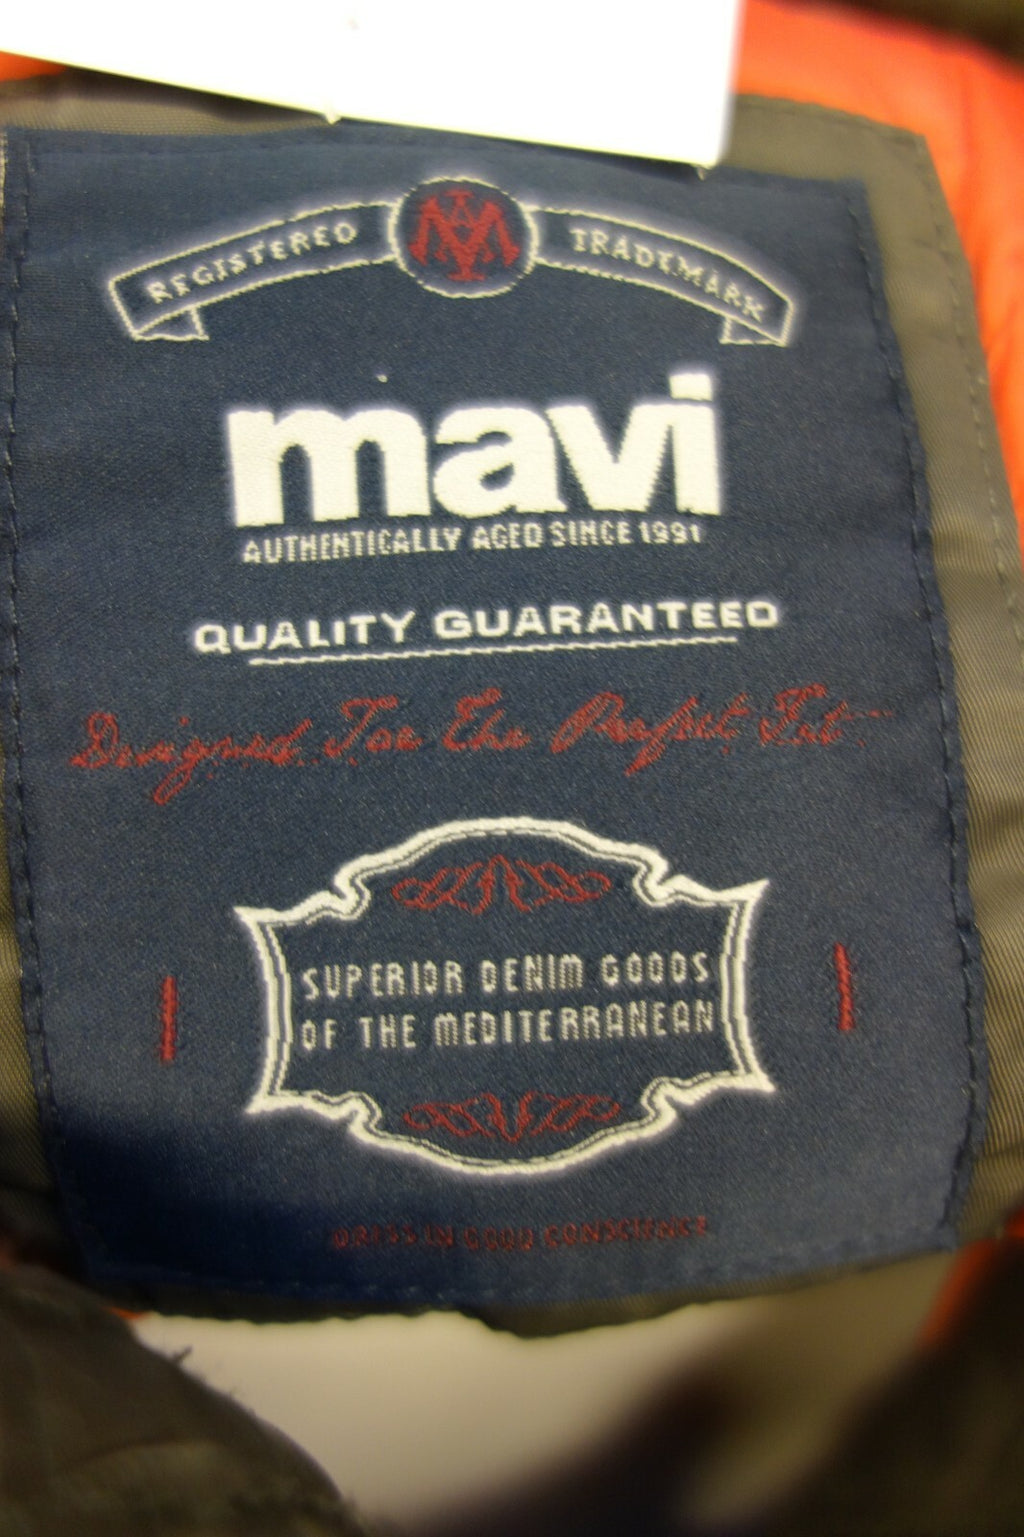 REGISTERED TRADEMARK
mavi
AUTHENTICALLY AGED SINCE 1991
QUALITY GUARANTEED
Designed For The Perfect Fit
SUPERIOR DENIM GOODS
OF THE MEDITERRANEAN
DRESS IN GOOD CONSCIENCE